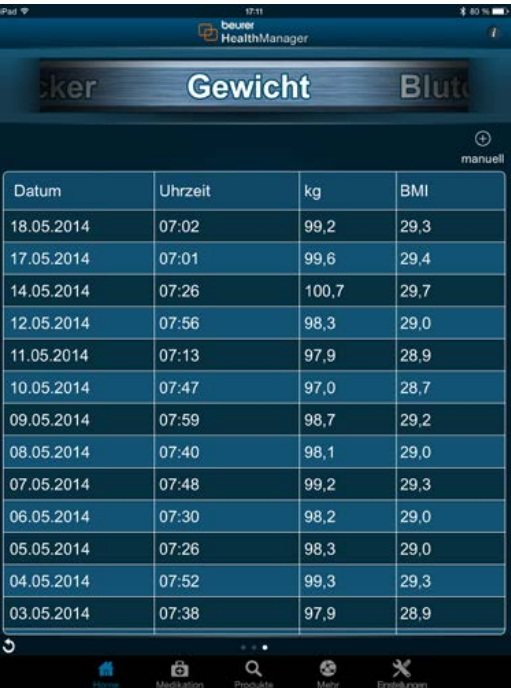 iPad 17:11 80 %
beurer
HealthManager
i
cker Gewicht Blut
manuell
Datum Uhrzeit kg BMI
18.05.2014 07:02 99,2 29,3
17.05.2014 07:01 99,6 29,4
14.05.2014 07:26 100,7 29,7
12.05.2014 07:56 98,3 29,0
11.05.2014 07:13 97,9 28,9
10.05.2014 07:47 97,0 28,7
09.05.2014 07:59 98,7 29,2
08.05.2014 07:40 98,1 29,0
07.05.2014 07:48 99,2 29,3
06.05.2014 07:30 98,2 29,0
05.05.2014 07:26 98,3 29,0
04.05.2014 07:52 99,3 29,3
03.05.2014 07:38 97,9 28,9
Home Medikation Produkte Mehr Einstellungen